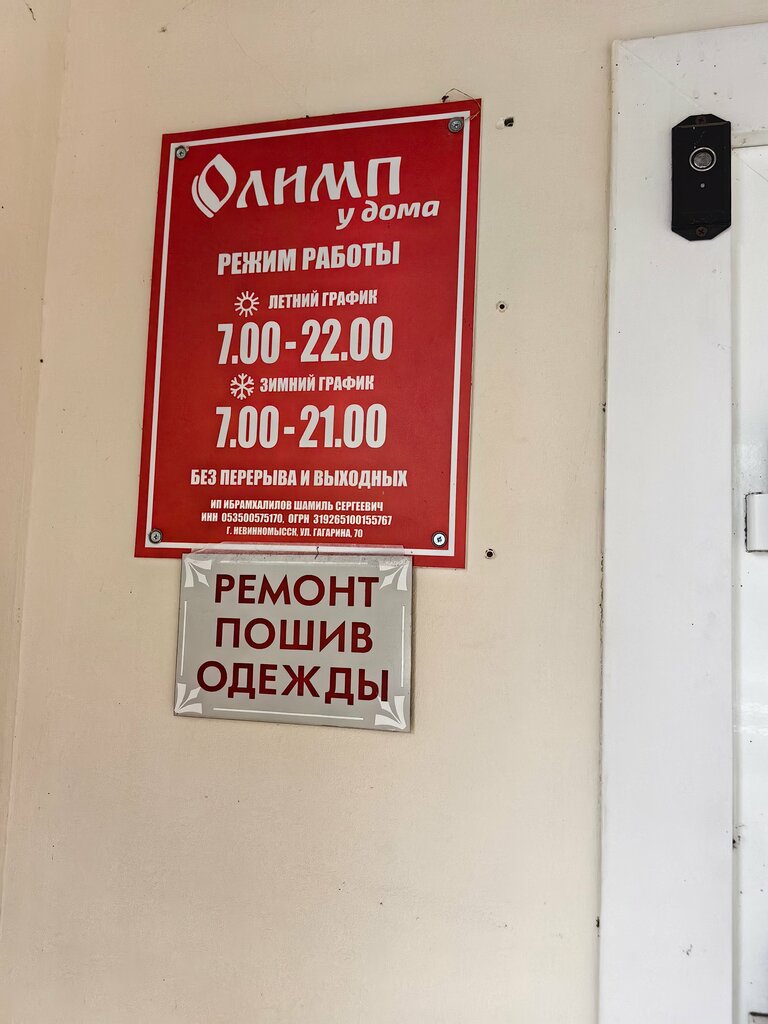 Олимп
у дома
РЕЖИМ РАБОТЫ
ЛЕТНИЙ ГРАФИК
7.00-22.00
ЗИМНИЙ ГРАФИК
7.00-21.00
БЕЗ ПЕРЕРЫВА И ВЫХОДНЫХ
ИП ИБРАМХАЛИЛОВ ШАМИЛЬ СЕРГЕЕВИЧ
ИНН 053500575170, ОГРН 319265100155767
Г. НЕВИННОМЫССК, УЛ. ГАГАРИНА, 70
РЕМОНТ
ПОШИВ
ОДЕЖДЫ